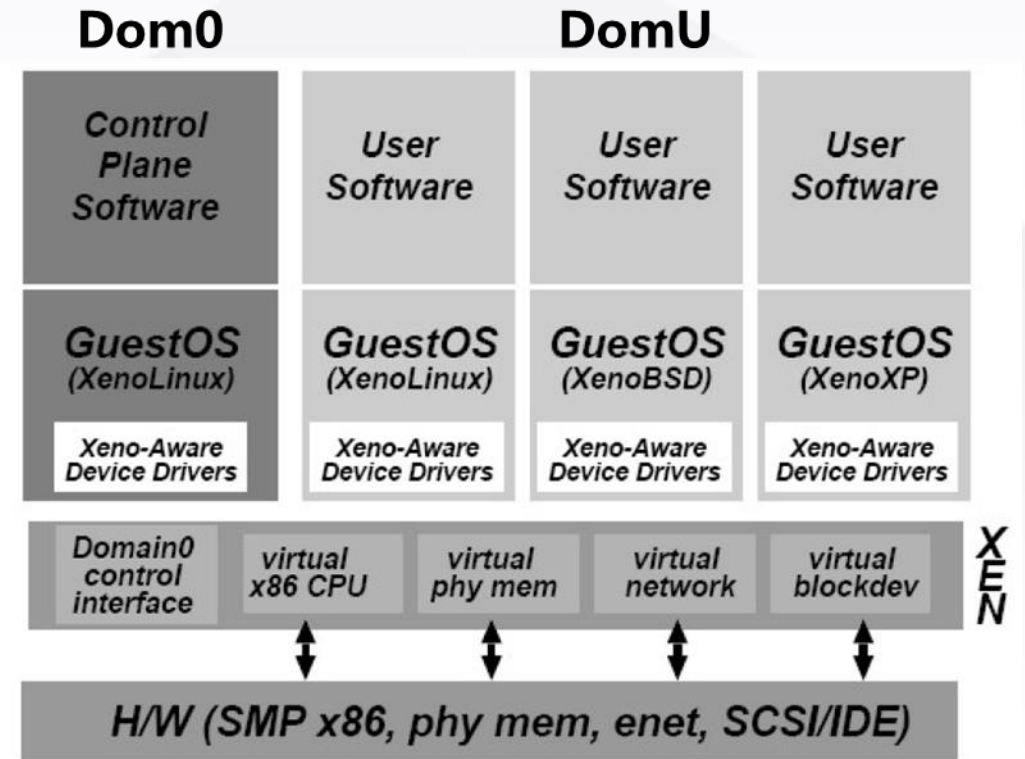 Dom0
DomU
Control
Plane
Software
User
Software
User
Software
User
Software
GuestOS
(XenoLinux)
Xeno-Aware
Device Drivers
GuestOS
(XenoLinux)
Xeno-Aware
Device Drivers
GuestOS
(XenoBSD)
Xeno-Aware
Device Drivers
GuestOS
(XenoXP)
Xeno-Aware
Device Drivers
Domain0
control
interface
virtual
x86 CPU
virtual
phy mem
virtual
network
virtual
blockdev
XEN
H/W (SMP x86, phy mem, enet, SCSI/IDE)